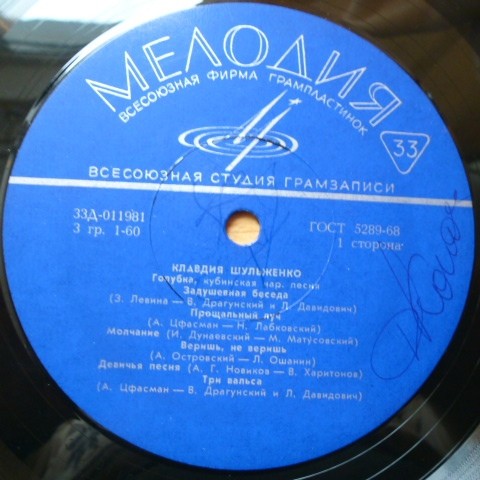 МЕЛОДИЯ
ВСЕСОЮЗНАЯ ФИРМА ГРАМПЛАСТИНОК
33
ВСЕСОЮЗНАЯ СТУДИЯ ГРАМЗАПИСИ
33Д-011981
ГОСТ 5289-68
3 гр. 1-60
1 сторона
КЛАВДИЯ ШУЛЬЖЕНКО
Голубка, кубинская нар. песня
Задушевная беседа
(З. Левина — В. Драгунский и Л. Давидович)
Прощальный луч
(А. Цфасман — Н. Лабковский)
Молчание (И. Дунаевский — М. Матусовский)
Веришь, не веришь
(А. Островский — Л. Ошанин)
Девичья песня (А. Г. Новиков — В. Харитонов)
Три вальса
(А. Цфасман — В. Драгунский и Л. Давидович)